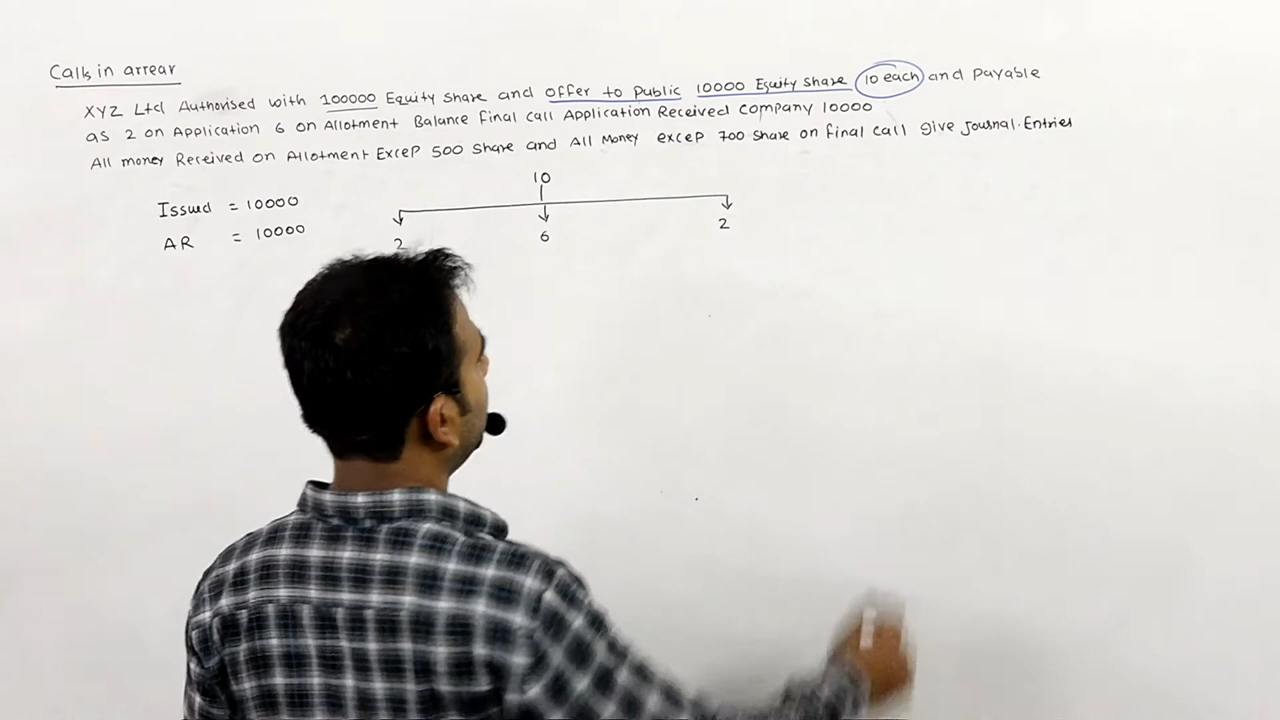 Calls in arrear
XYZ Ltd Authorised with 100000 Equity share and offer to public 10000 Equity share 10 each and payable
as 2 on Application 6 on Allotment Balance Final call Application Received company 10000
All money Received on Allotment Excep 500 Share and All Money excep 700 share on final call give Journal.Entries
10
Issued = 10000
AR = 10000
2 6 2